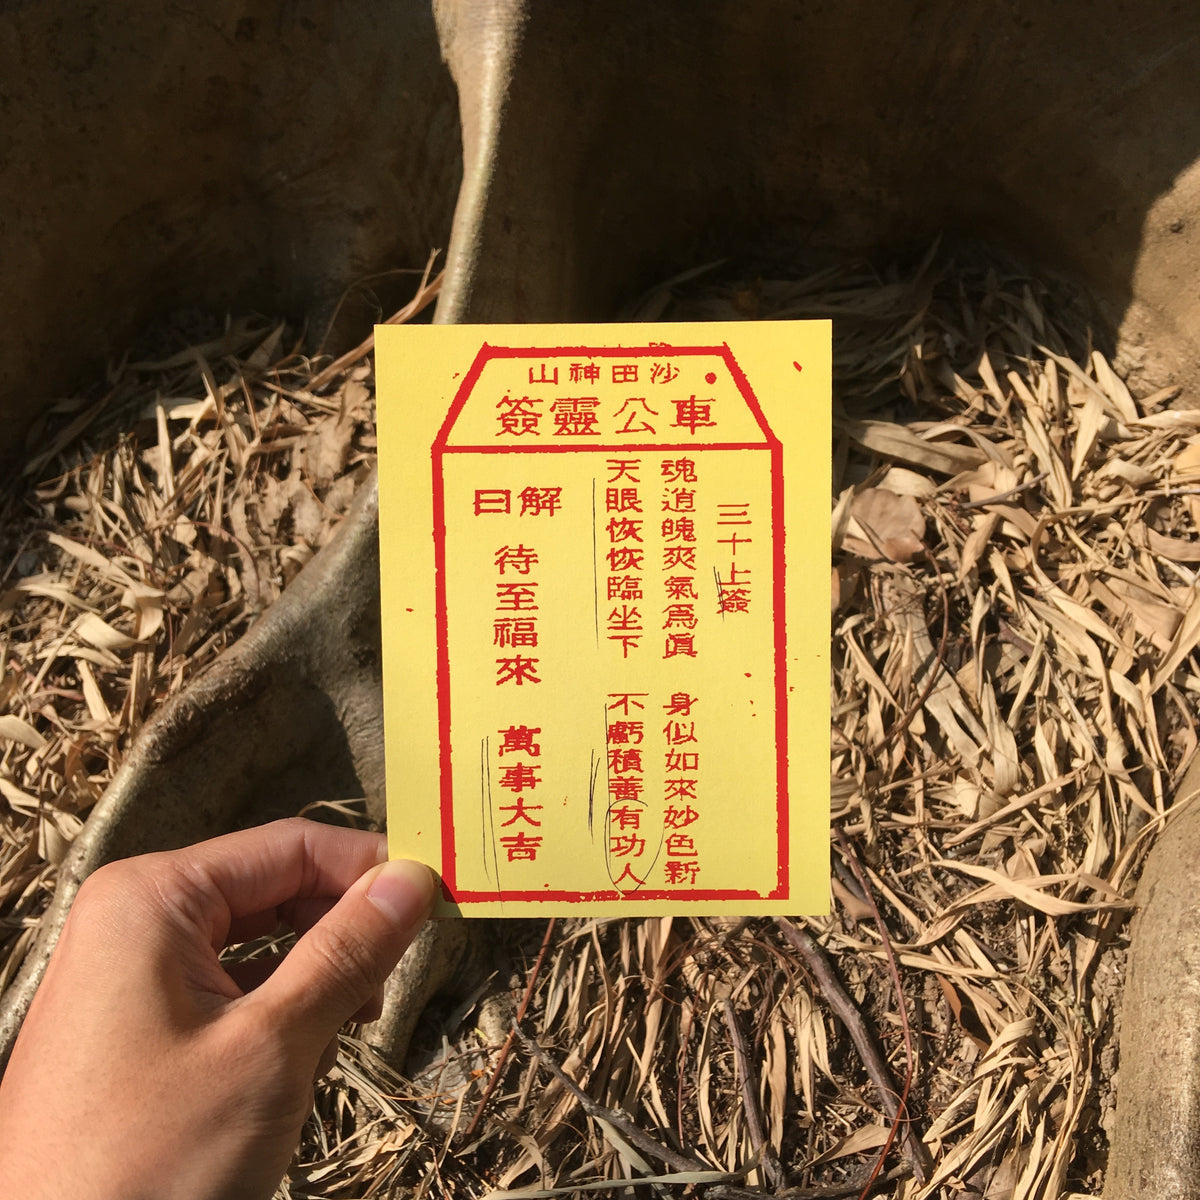 沙田神山
車公靈簽
三十上簽
魂逍魄爽氣爲眞 身似如來妙色新
天眼恢恢臨坐下 不虧積善有功人
解曰
待至福來 萬事大吉